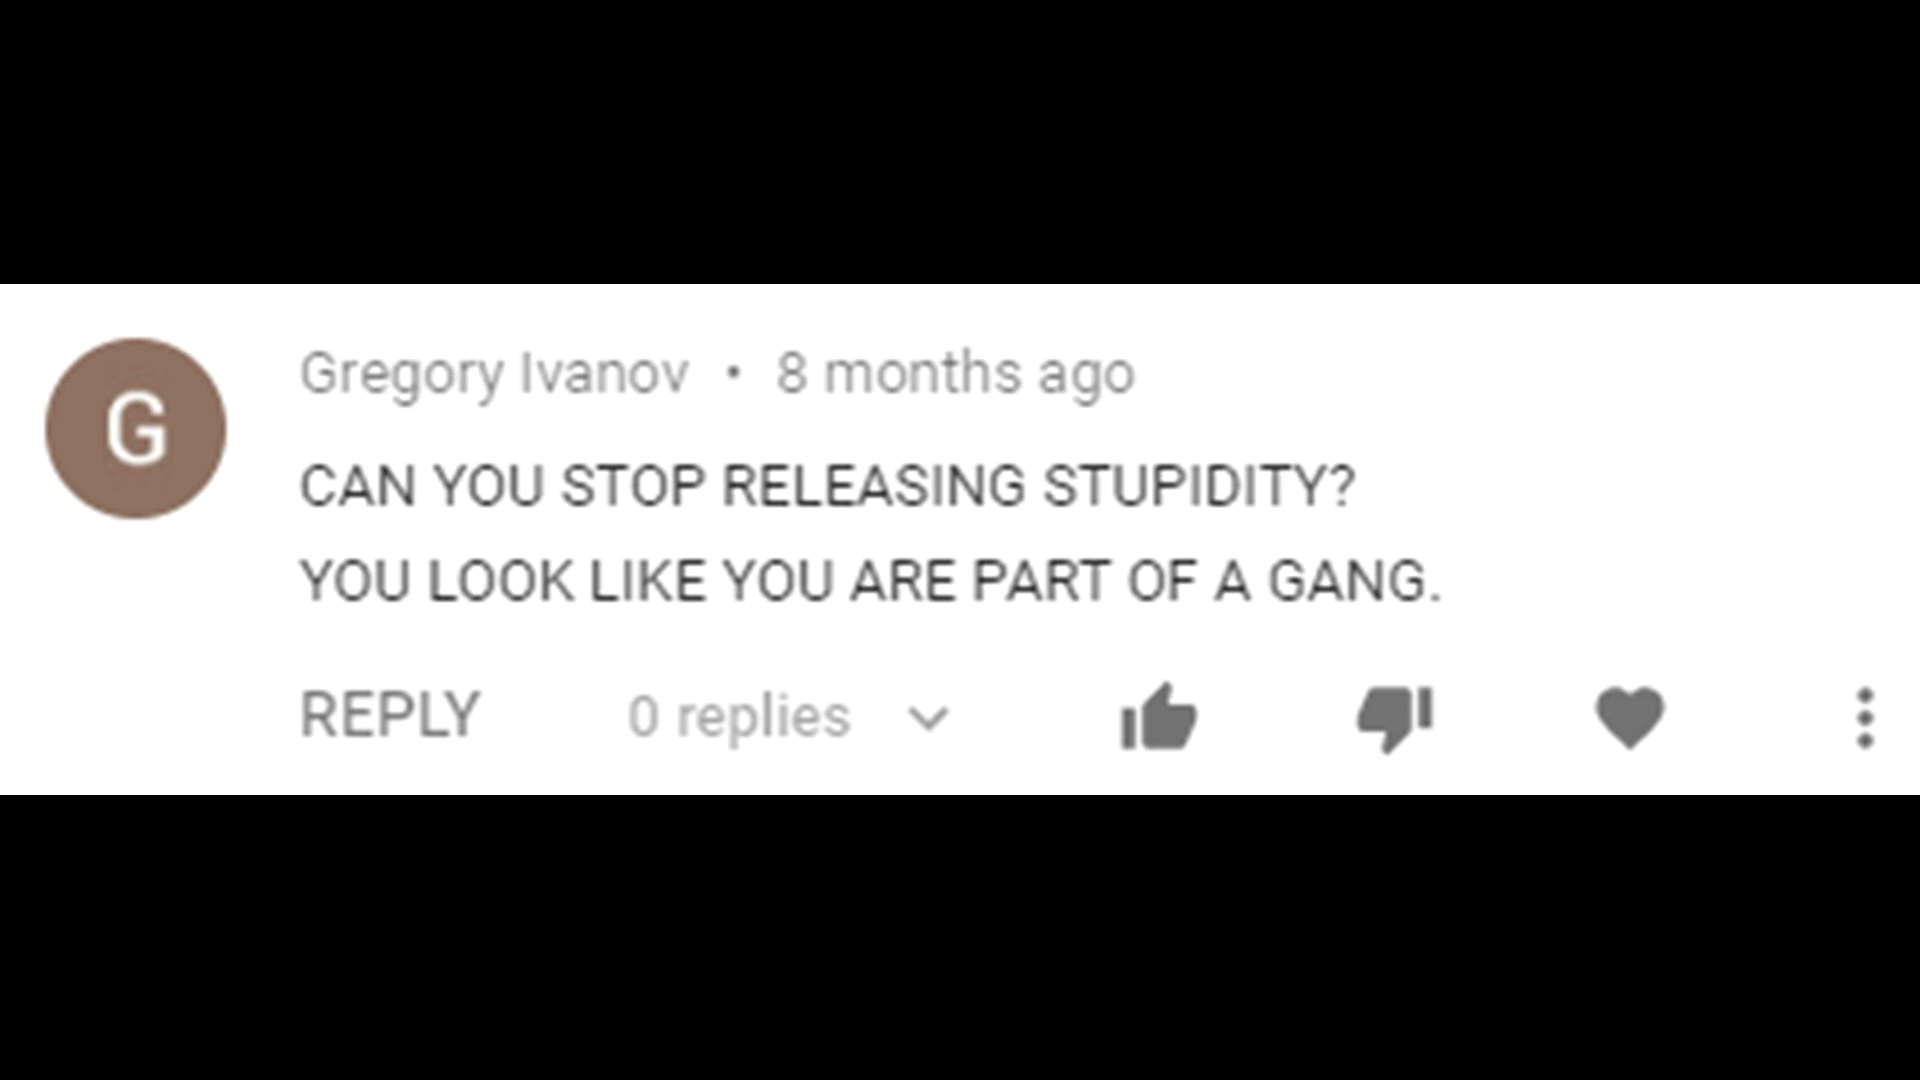 G
Gregory Ivanov • 8 months ago
CAN YOU STOP RELEASING STUPIDITY?
YOU LOOK LIKE YOU ARE PART OF A GANG.
REPLY 0 replies